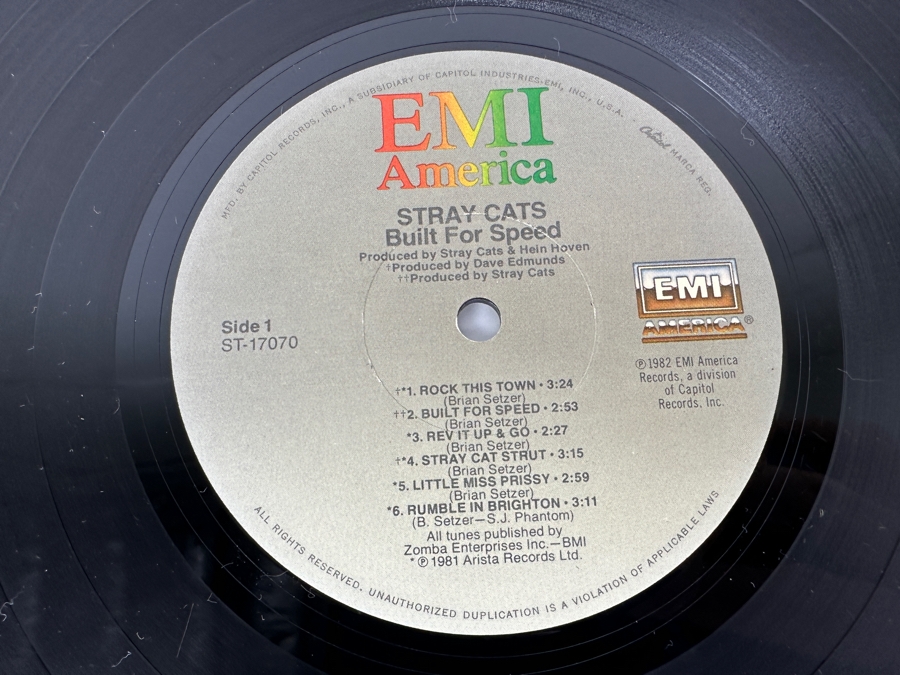 MFD. BY CAPITOL RECORDS, INC., A SUBSIDIARY OF CAPITOL INDUSTRIES-EMI, INC., U.S.A. • Capitol MARCA REG.
EMI
America
STRAY CATS
Built For Speed
Produced by Stray Cats & Hein Hoven
†Produced by Dave Edmunds
††Produced by Stray Cats
EMI
AMERICA®
Side 1
ST-17070
℗1982 EMI America
Records, a division
of Capitol
Records, Inc.
†*1. ROCK THIS TOWN • 3:24
(Brian Setzer)
††2. BUILT FOR SPEED • 2:53
(Brian Setzer)
*3. REV IT UP & GO • 2:27
(Brian Setzer)
†*4. STRAY CAT STRUT • 3:15
(Brian Setzer)
*5. LITTLE MISS PRISSY • 2:59
(Brian Setzer)
*6. RUMBLE IN BRIGHTON • 3:11
(B. Setzer—S.J. Phantom)
All tunes published by
Zomba Enterprises Inc.—BMI
* ℗1981 Arista Records Ltd.
ALL RIGHTS RESERVED. UNAUTHORIZED DUPLICATION IS A VIOLATION OF APPLICABLE LAWS